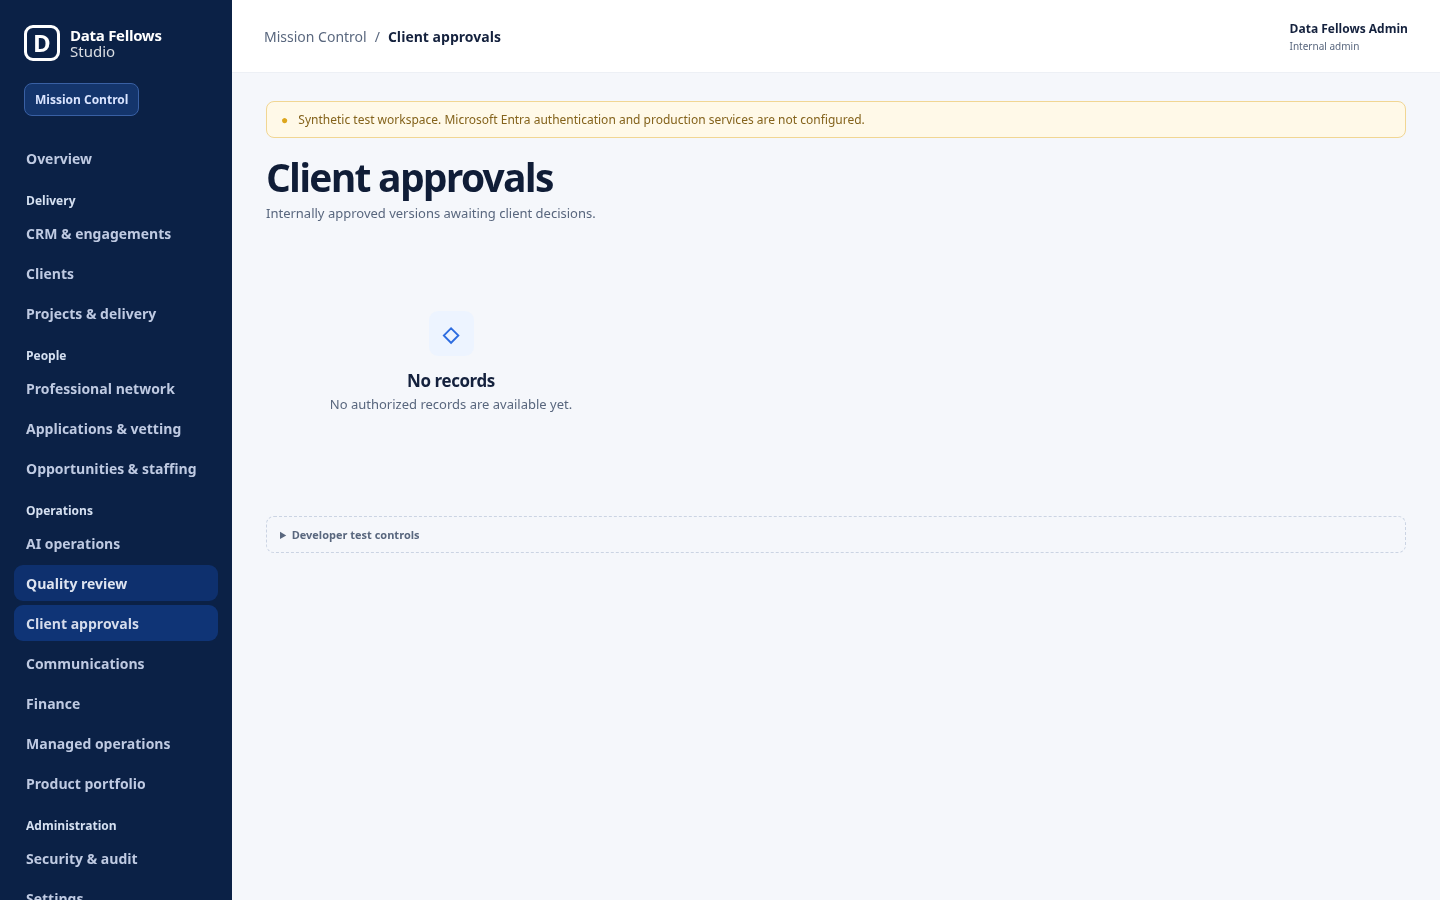 D
Data Fellows
Studio
Mission Control
Overview
Delivery
CRM & engagements
Clients
Projects & delivery
People
Professional network
Applications & vetting
Opportunities & staffing
Operations
AI operations
Quality review
Client approvals
Communications
Finance
Managed operations
Product portfolio
Administration
Security & audit
Settings
Mission Control / Client approvals
Data Fellows Admin
Internal admin
Synthetic test workspace. Microsoft Entra authentication and production services are not configured.
Client approvals
Internally approved versions awaiting client decisions.
No records
No authorized records are available yet.
Developer test controls